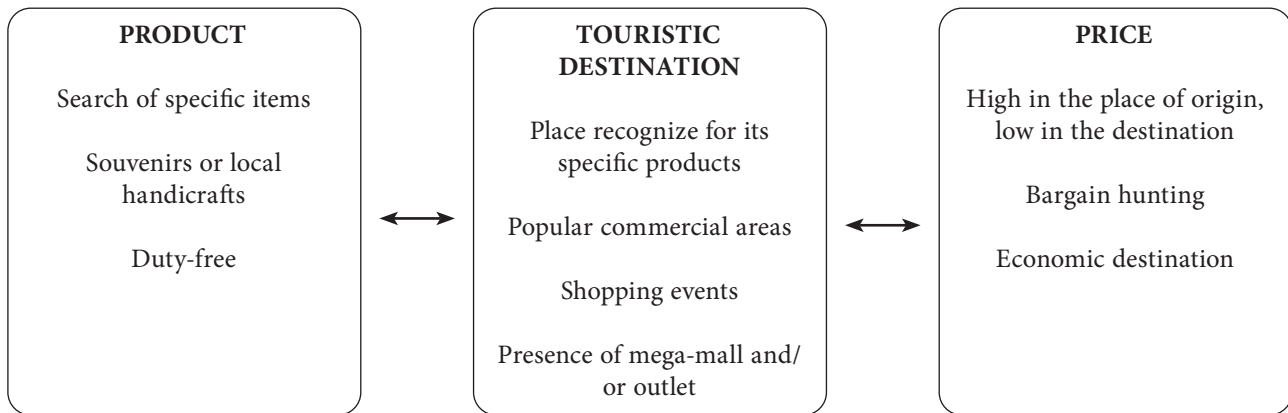 PRODUCT
Search of specific items
Souvenirs or local
handicrafts
Duty-free
TOURISTIC
DESTINATION
Place recognize for its
specific products
Popular commercial areas
Shopping events
Presence of mega-mall and/
or outlet
PRICE
High in the place of origin,
low in the destination
Bargain hunting
Economic destination